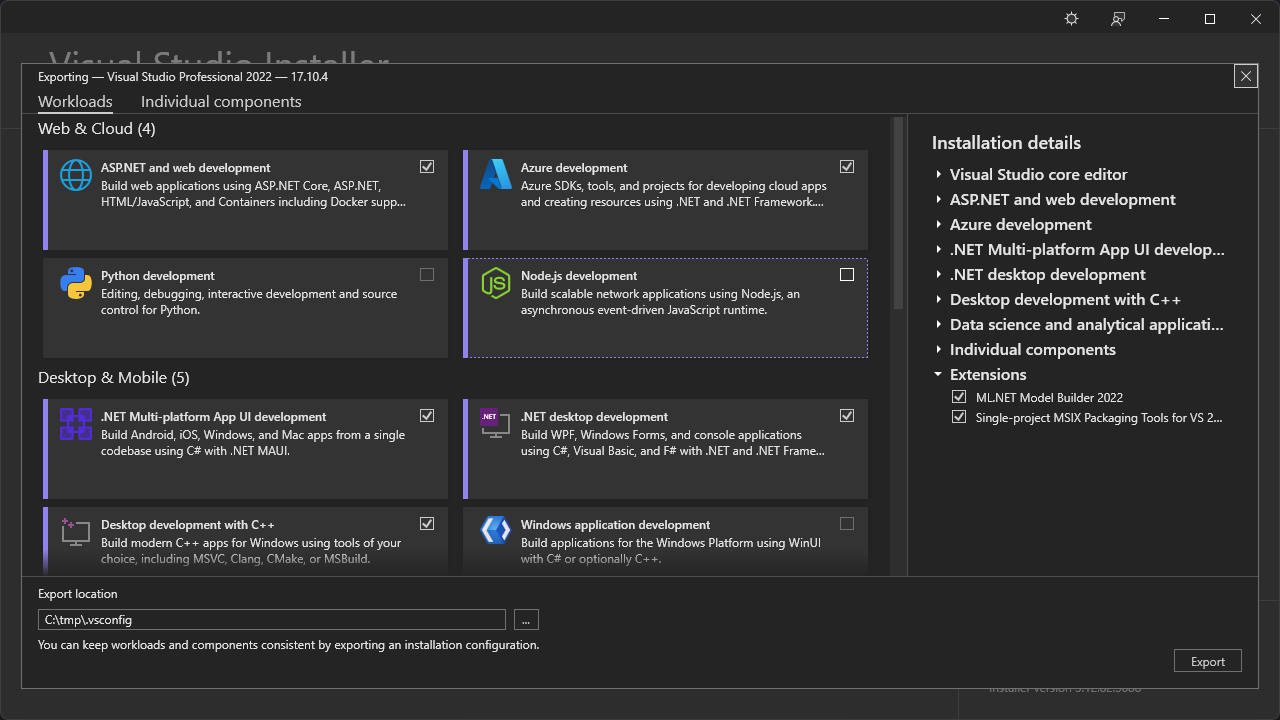 Visual Studio Installer
Exporting — Visual Studio Professional 2022 — 17.10.4
Workloads
Individual components
Web & Cloud (4)
ASP.NET and web development
Build web applications using ASP.NET Core, ASP.NET,
HTML/JavaScript, and Containers including Docker supp...
Azure development
Azure SDKs, tools, and projects for developing cloud apps
and creating resources using .NET and .NET Framework....
Python development
Editing, debugging, interactive development and source
control for Python.
Node.js development
Build scalable network applications using Node.js, an
asynchronous event-driven JavaScript runtime.
Desktop & Mobile (5)
.NET Multi-platform App UI development
Build Android, iOS, Windows, and Mac apps from a single
codebase using C# with .NET MAUI.
.NET
.NET desktop development
Build WPF, Windows Forms, and console applications
using C#, Visual Basic, and F# with .NET and .NET Frame...
Desktop development with C++
Build modern C++ apps for Windows using tools of your
choice, including MSVC, Clang, CMake, or MSBuild.
Windows application development
Build applications for the Windows Platform using WinUI
with C# or optionally C++.
Installation details
Visual Studio core editor
ASP.NET and web development
Azure development
.NET Multi-platform App UI develop...
.NET desktop development
Desktop development with C++
Data science and analytical applicati...
Individual components
Extensions
ML.NET Model Builder 2022
Single-project MSIX Packaging Tools for VS 2...
Export location
C:\tmp\.vsconfig
...
You can keep workloads and components consistent by exporting an installation configuration.
Export